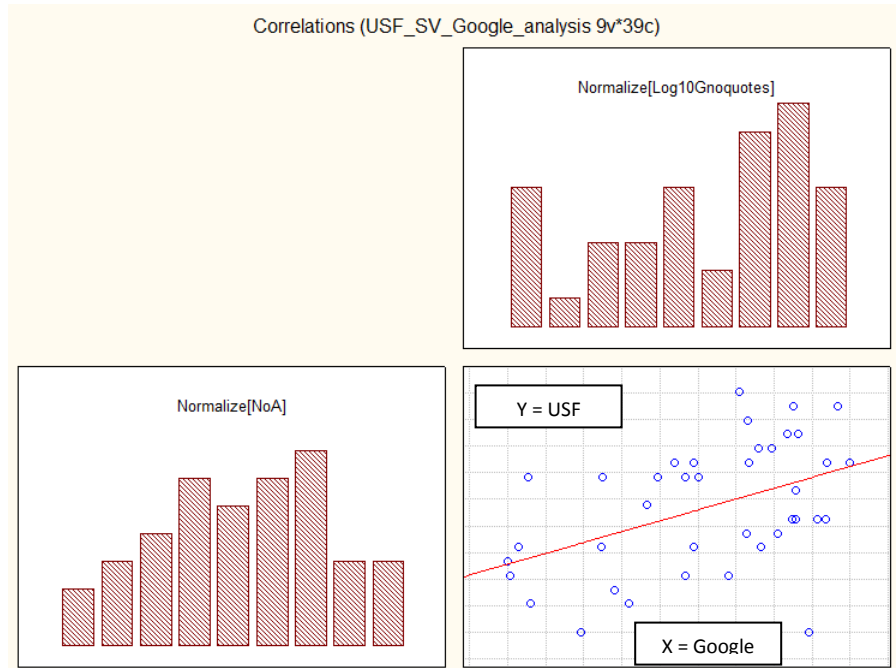 Correlations (USF_SV_Google_analysis 9v*39c)
Normalize[Log10Gnoquotes]
Normalize[NoA]
Y = USF
X = Google